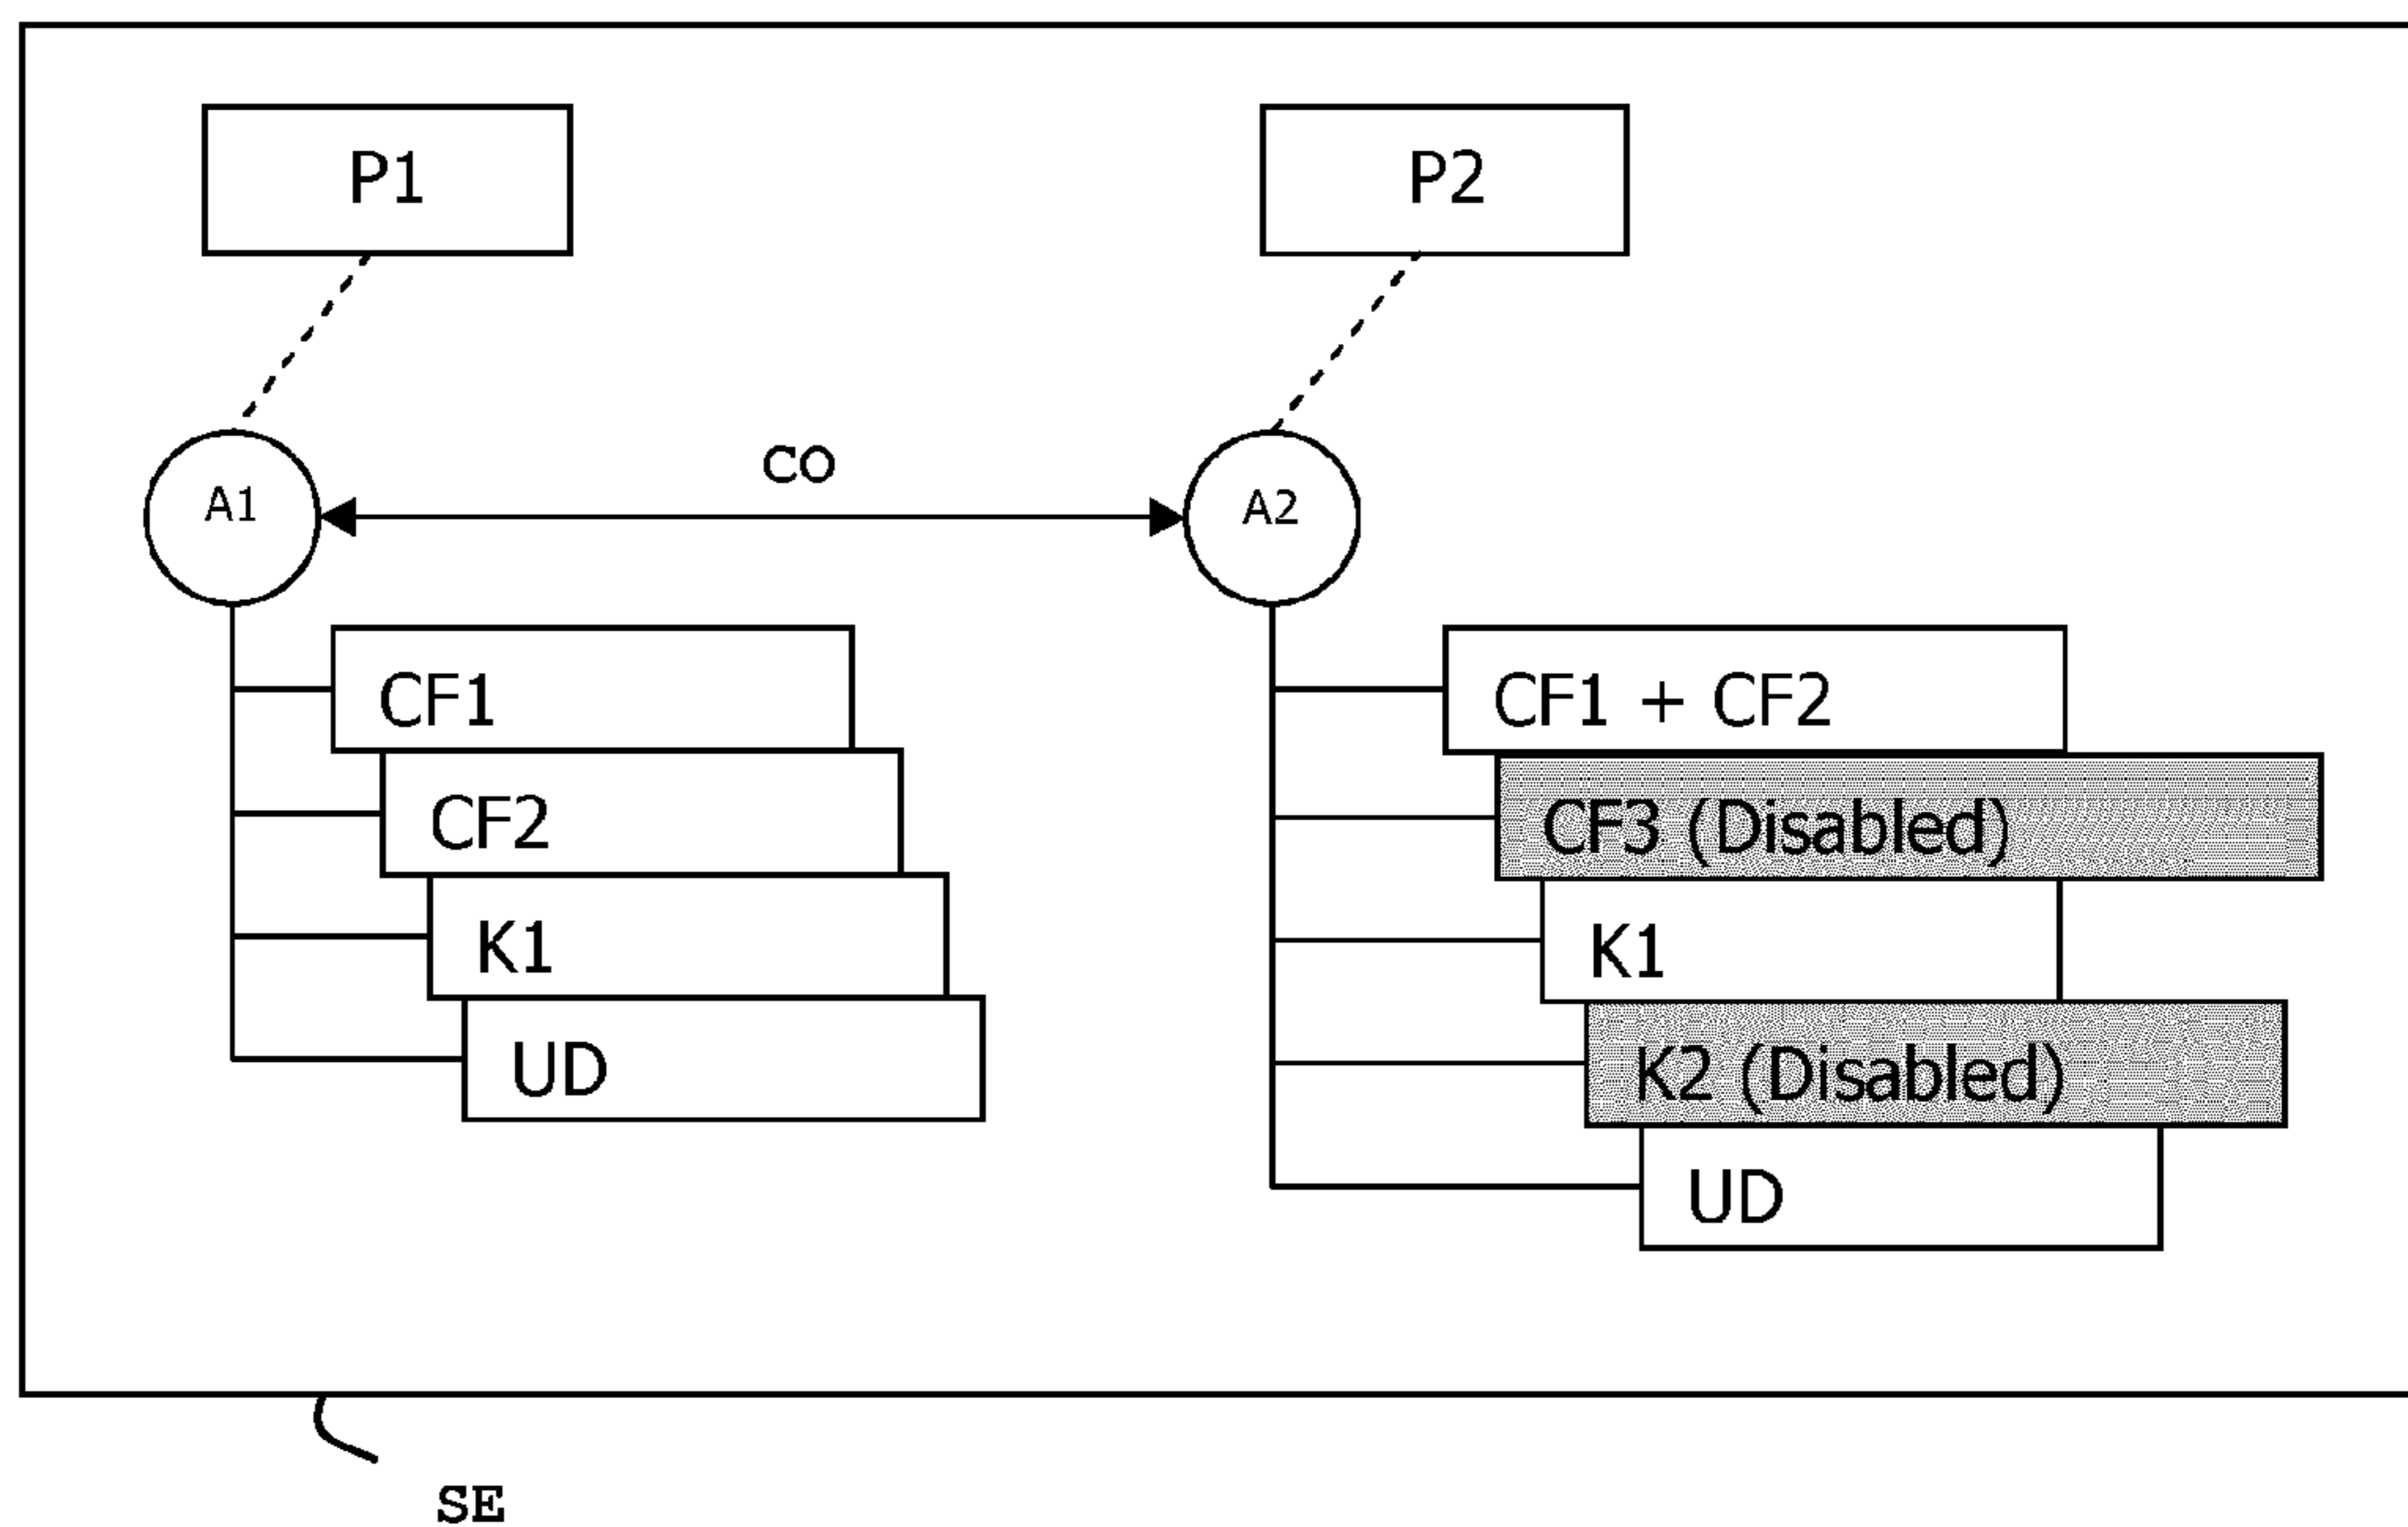 P1
P2
A1
CO
A2
CF1
CF2
K1
UD
CF1 + CF2
CF3 (Disabled)
K1
K2 (Disabled)
UD
SE